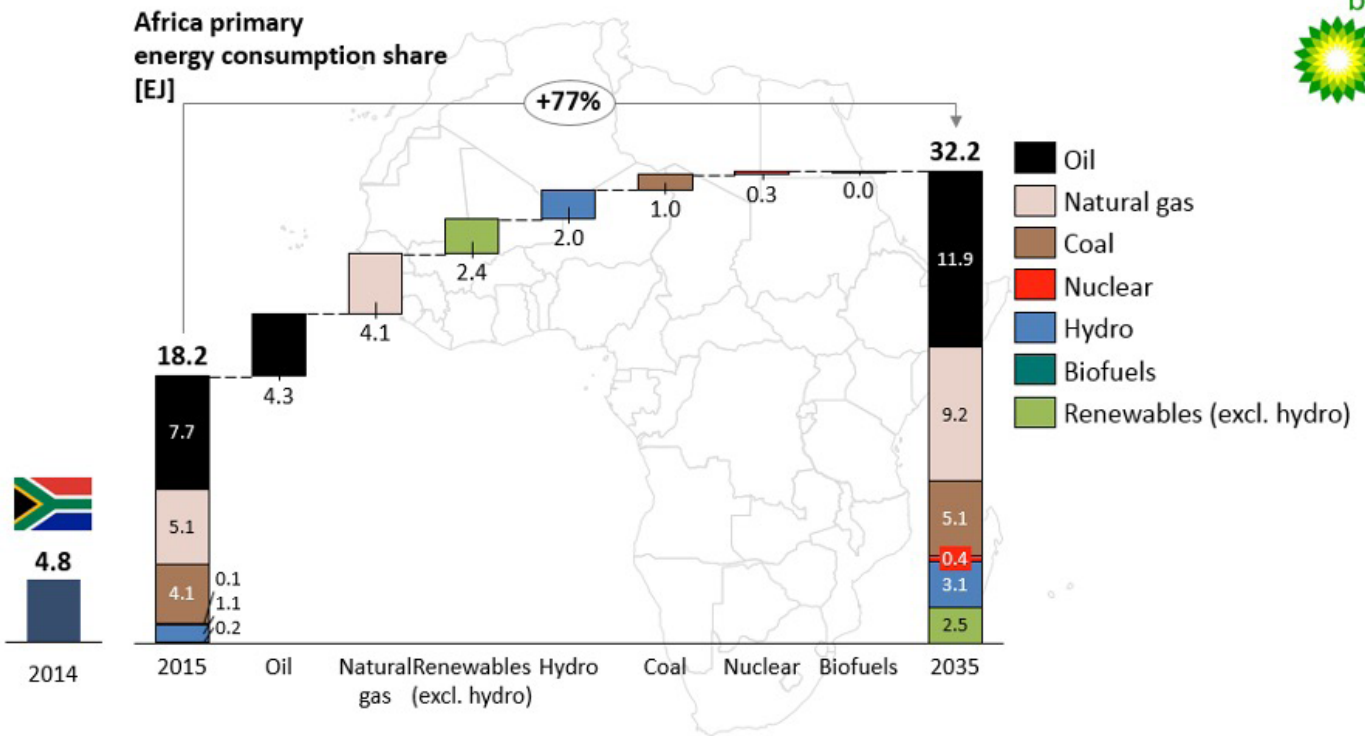 Africa primary
energy consumption share
[EJ]
b
+77%
32.2
Oil
Natural gas
Coal
Nuclear
Hydro
Biofuels
Renewables (excl. hydro)
0.3
0.0
1.0
2.0
2.4
4.1
4.3
18.2
7.7
5.1
4.1
0.1
1.1
0.2
11.9
9.2
5.1
0.4
3.1
2.5
4.8
2014
2015
Oil
Natural gas
Renewables (excl. hydro)
Hydro
Coal
Nuclear
Biofuels
2035